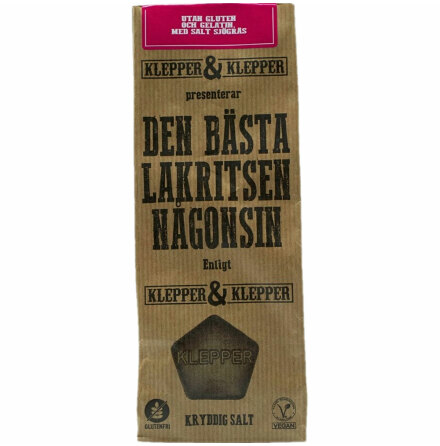 UTAN GLUTEN
OCH GELATIN,
MED SALT SJÖGRÄS
KLEPPER & KLEPPER
presenterar
DEN BÄSTA
LAKRITSEN
NÅGONSIN
Enligt
KLEPPER & KLEPPER
KLEPPER
GLUTENFRI
KRYDDIG SALT
VEGAN